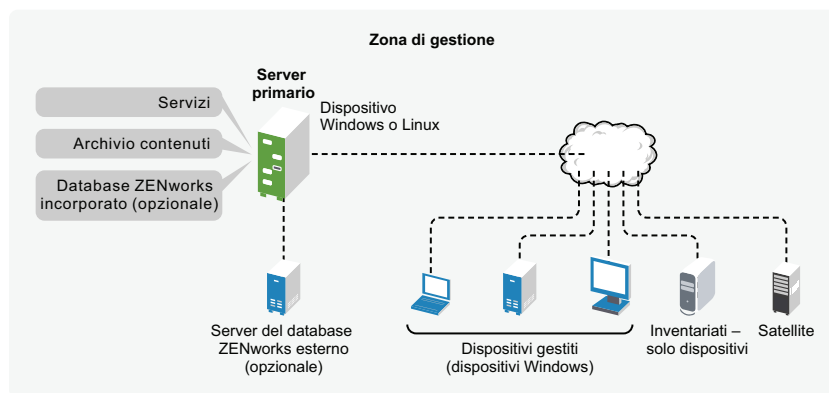 Zona di gestione
Server
primario
Dispositivo
Windows o Linux
Servizi
Archivio contenuti
Database ZENworks
incorporato (opzionale)
Server del database
ZENworks esterno
(opzionale)
Dispositivi gestiti
(dispositivi Windows)
Inventariati –
solo dispositivi
Satellite